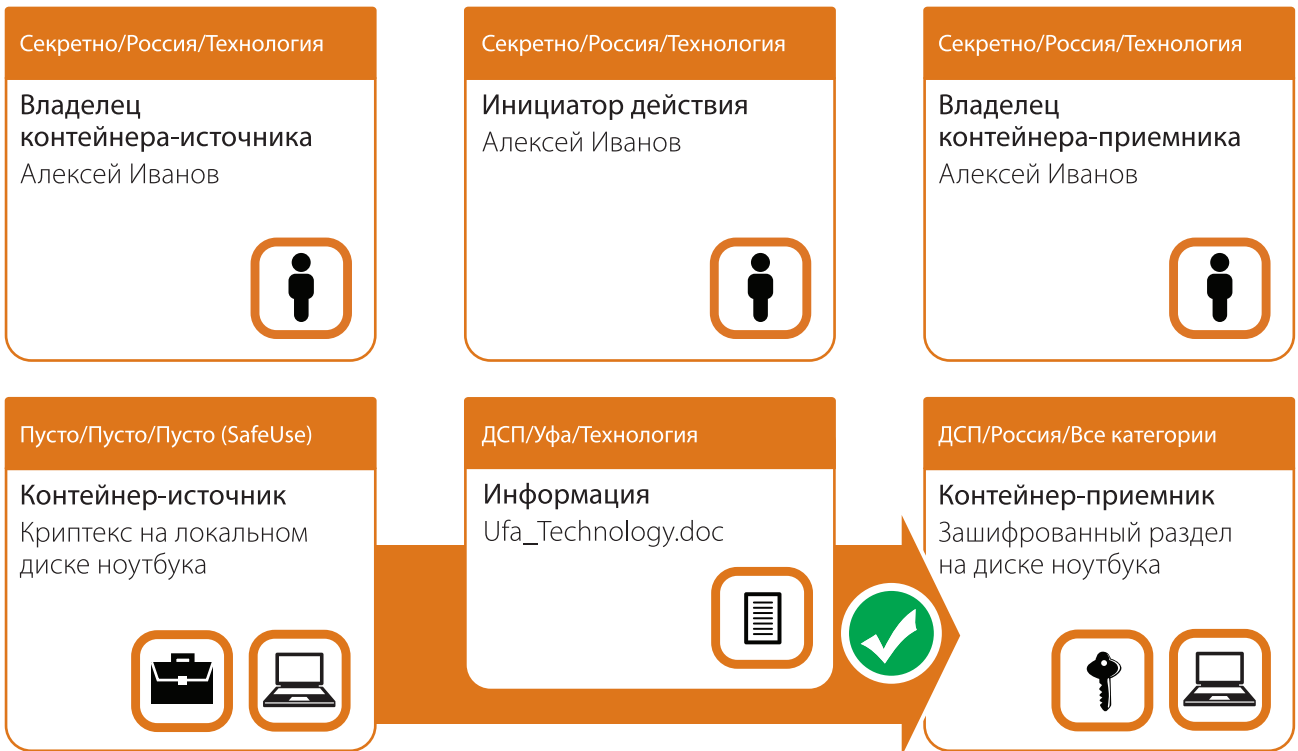 Секретно/Россия/Технология
Владелец
контейнера-источника
Алексей Иванов
Секретно/Россия/Технология
Инициатор действия
Алексей Иванов
Секретно/Россия/Технология
Владелец
контейнера-приемника
Алексей Иванов
Пусто/Пусто/Пусто (SafeUse)
Контейнер-источник
Криптекс на локальном
диске ноутбука
ДСП/Уфа/Технология
Информация
Ufa_Technology.doc
ДСП/Россия/Все категории
Контейнер-приемник
Зашифрованный раздел
на диске ноутбука